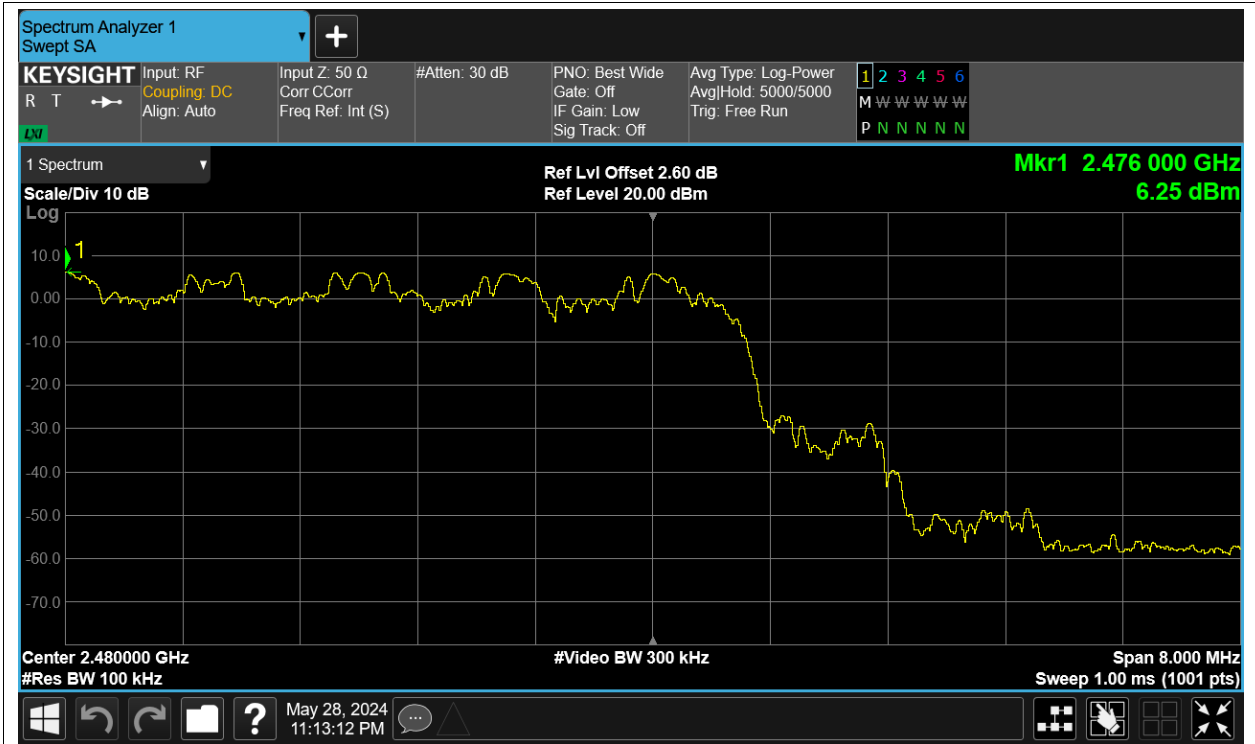 Spectrum Analyzer 1
Swept SA
KEYSIGHT
R T
LXI
Input: RF
Coupling: DC
Align: Auto
Input Z: 50 Ω
Corr CCorr
Freq Ref: Int (S)
#Atten: 30 dB
PNO: Best Wide
Gate: Off
IF Gain: Low
Sig Track: Off
Avg Type: Log-Power
Avg|Hold: 5000/5000
Trig: Free Run
1 2 3 4 5 6
M W W W W W
P N N N N N
1 Spectrum
Scale/Div 10 dB
Log
Ref Lvl Offset 2.60 dB
Ref Level 20.00 dBm
Mkr1 2.476 000 GHz
6.25 dBm
1
10.0
0.00
-10.0
-20.0
-30.0
-40.0
-50.0
-60.0
-70.0
Center 2.480000 GHz
#Res BW 100 kHz
#Video BW 300 kHz
Span 8.000 MHz
Sweep 1.00 ms (1001 pts)
?
May 28, 2024
11:13:12 PM